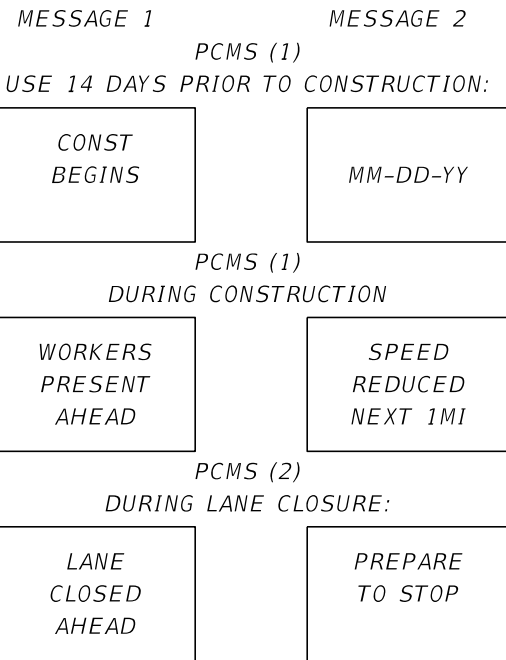 MESSAGE 1 MESSAGE 2
PCMS (1)
USE 14 DAYS PRIOR TO CONSTRUCTION:
CONST
BEGINS
MM-DD-YY
PCMS (1)
DURING CONSTRUCTION
WORKERS
PRESENT
AHEAD
SPEED
REDUCED
NEXT 1MI
PCMS (2)
DURING LANE CLOSURE:
LANE
CLOSED
AHEAD
PREPARE
TO STOP